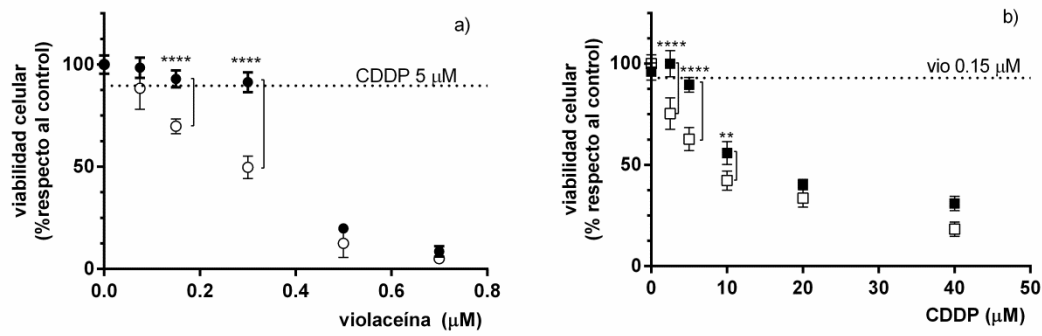 a)
**** ****
CDDP 5 µM
100
50
0
viabilidad celular
(%respecto al control)
0.0 0.2 0.4 0.6 0.8
violaceína (µM)
b)
****
****
**
vio 0.15 µM
100
50
0
viabilidad celular
(% respecto al control)
0 10 20 30 40 50
CDDP (µM)